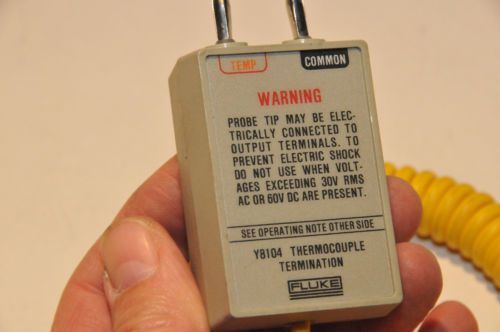 TEMP COMMON
WARNING
PROBE TIP MAY BE ELEC-
TRICALLY CONNECTED TO
OUTPUT TERMINALS. TO
PREVENT ELECTRIC SHOCK
DO NOT USE WHEN VOLT-
AGES EXCEEDING 30V RMS
AC OR 60V DC ARE PRESENT.
SEE OPERATING NOTE OTHER SIDE
Y8104 THERMOCOUPLE
TERMINATION
FLUKE